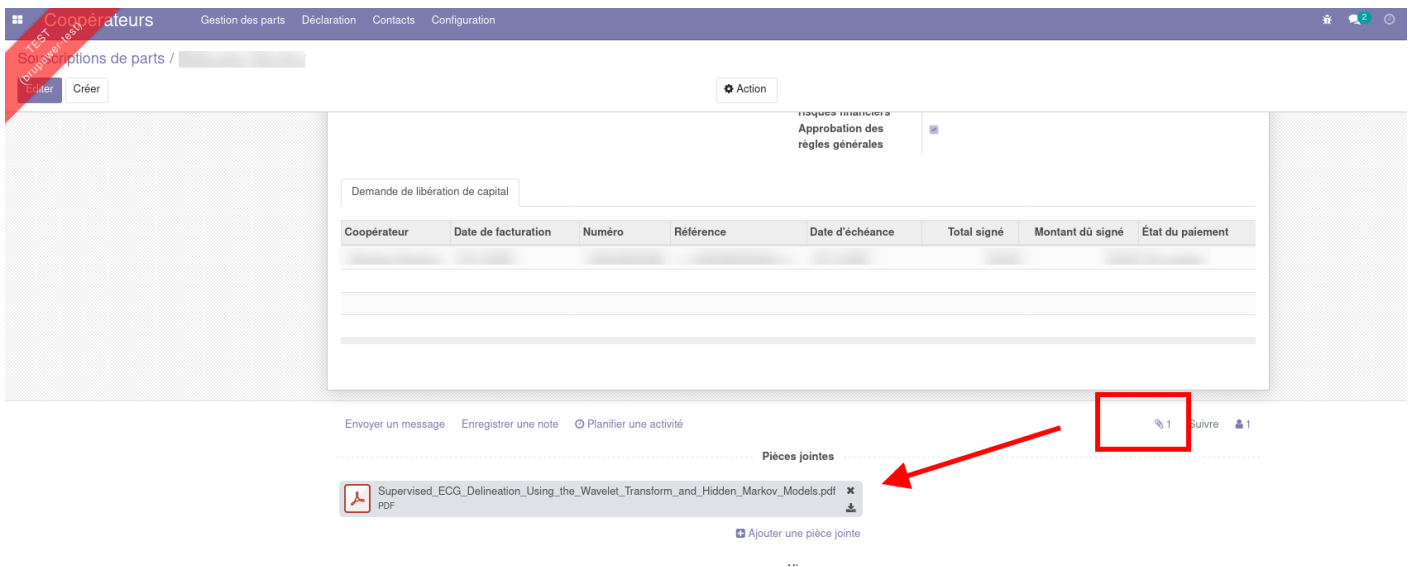 Coopérateurs Gestion des parts Déclaration Contacts Configuration 2
TEST
(brupower-test)
Souscriptions de parts /
Editer Créer Action
risques financiers
Approbation des
règles générales
Demande de libération de capital
Coopérateur Date de facturation Numéro Référence Date d'échéance Total signé Montant dû signé État du paiement
Envoyer un message Enregistrer une note Planifier une activité 1 Suivre 1
Pièces jointes
Supervised_ECG_Delineation_Using_the_Wavelet_Transform_and_Hidden_Markov_Models.pdf
PDF
Ajouter une pièce jointe